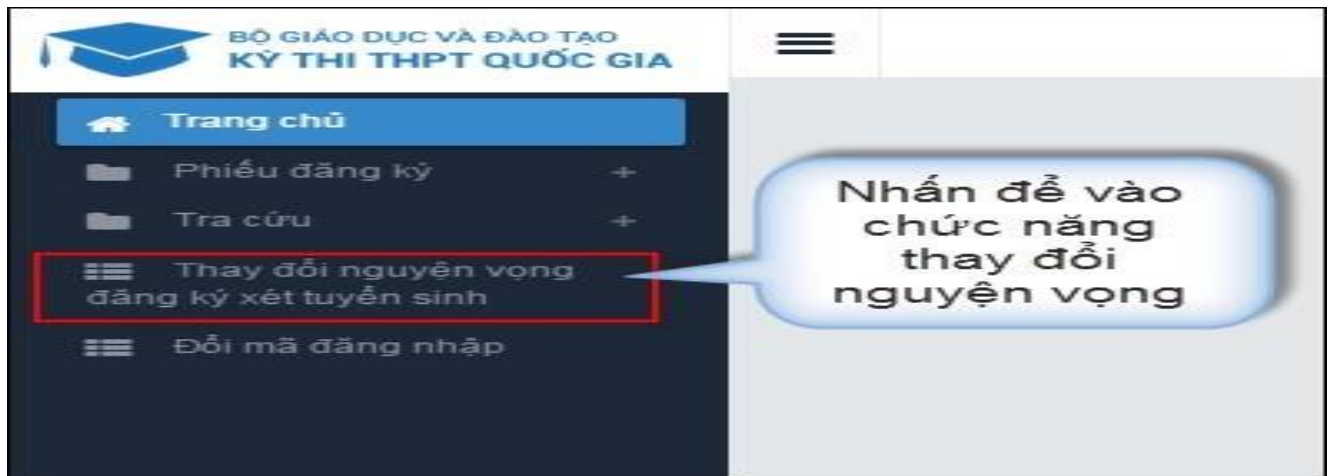 BỘ GIÁO DỤC VÀ ĐÀO TẠO
KỲ THI THPT QUỐC GIA
Trang chủ
Phiếu đăng ký +
Tra cứu +
Thay đổi nguyện vọng
đăng ký xét tuyển sinh
Đổi mã đăng nhập
Nhấn để vào
chức năng
thay đổi
nguyện vọng